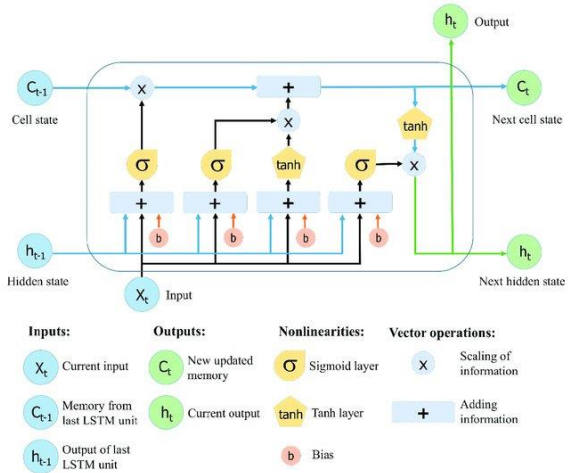 ht
Output
Ct-1
x
+
Ct
Cell state
Next cell state
x
tanh
σ
σ
tanh
σ
x
+
+
+
+
b
b
b
b
ht-1
ht
Hidden state
Next hidden state
Xt
Input
Inputs:
Outputs:
Nonlinearities:
Vector operations:
Xt
Current input
Ct
New updated
memory
σ
Sigmoid layer
x
Scaling of
information
Ct-1
Memory from
last LSTM unit
ht
Current output
tanh
Tanh layer
+
Adding
information
ht-1
Output of last
LSTM unit
b
Bias